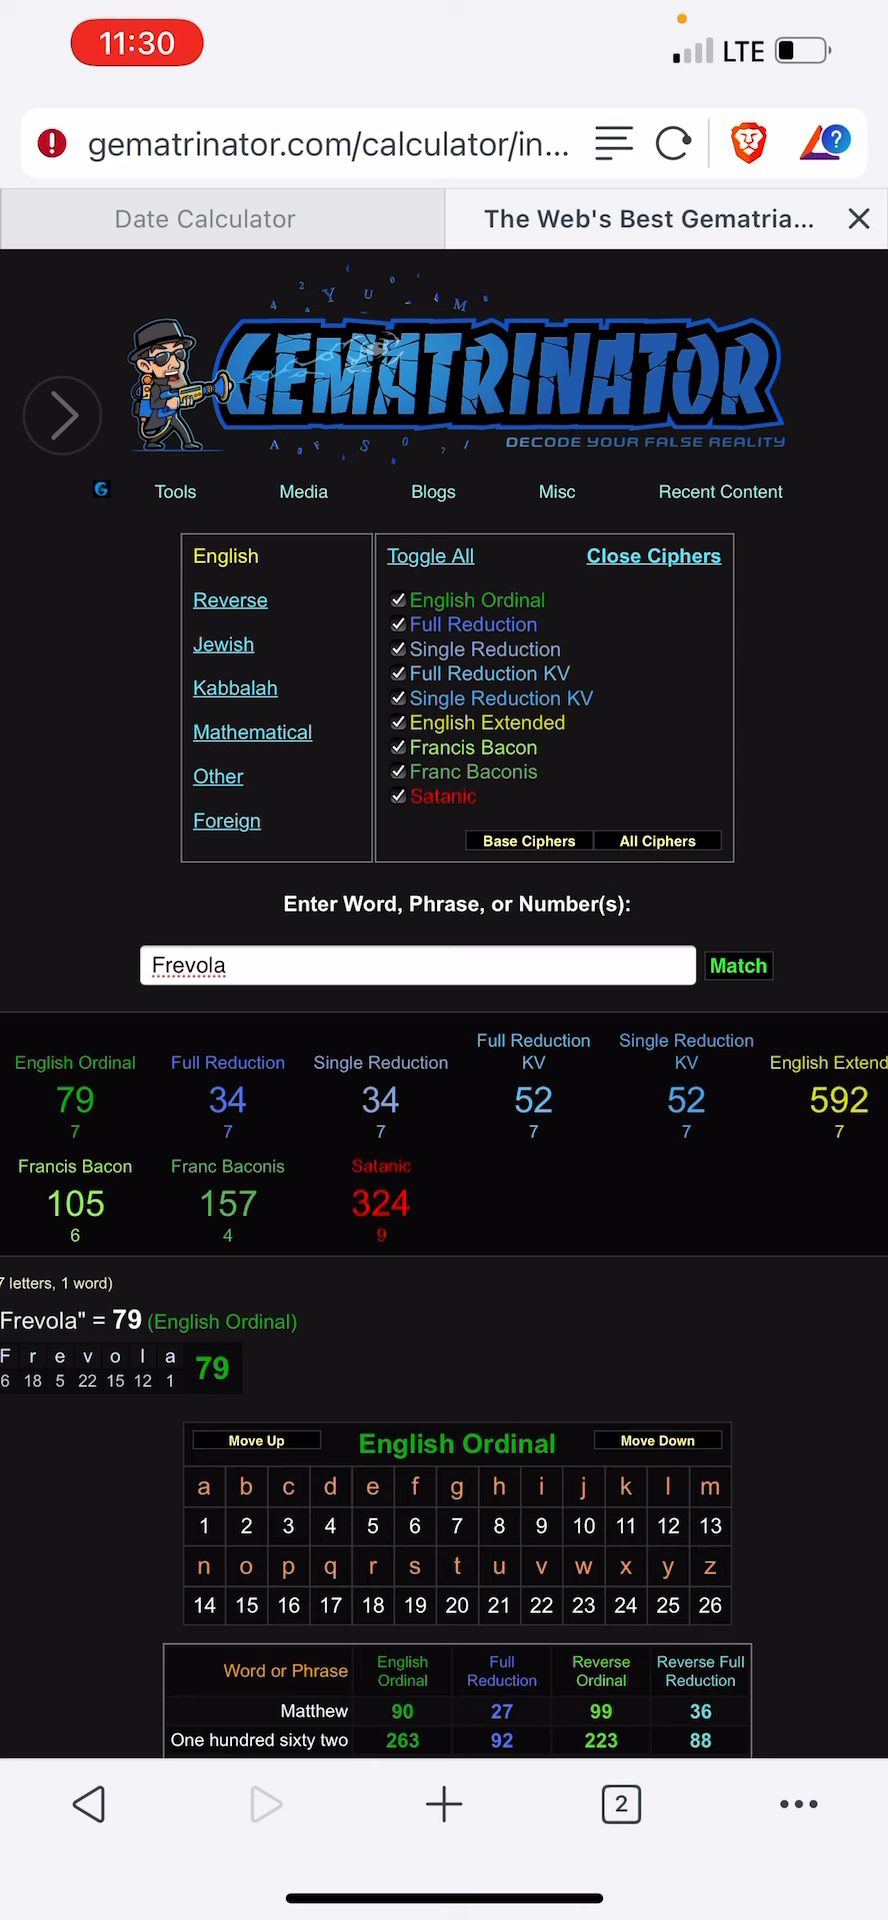 11:30
LTE
gematrinator.com/calculator/in...
Date Calculator
The Web's Best Gematria...
GEMATRINATOR
DECODE YOUR FALSE REALITY
Tools Media Blogs Misc Recent Content
English
Reverse
Jewish
Kabbalah
Mathematical
Other
Foreign
Toggle All Close Ciphers
English Ordinal
Full Reduction
Single Reduction
Full Reduction KV
Single Reduction KV
English Extended
Francis Bacon
Franc Baconis
Satanic
Base Ciphers All Ciphers
Enter Word, Phrase, or Number(s):
Frevola Match
English Ordinal Full Reduction Single Reduction Full Reduction KV Single Reduction KV English Extend
79 34 34 52 52 592
7 7 7 7 7 7
Francis Bacon Franc Baconis Satanic
105 157 324
6 4 9
7 letters, 1 word)
Frevola" = 79 (English Ordinal)
F r e v o l a 79
6 18 5 22 15 12 1
Move Up English Ordinal Move Down
a b c d e f g h i j k l m
1 2 3 4 5 6 7 8 9 10 11 12 13
n o p q r s t u v w x y z
14 15 16 17 18 19 20 21 22 23 24 25 26
Word or Phrase English Ordinal Full Reduction Reverse Ordinal Reverse Full Reduction
Matthew 90 27 99 36
One hundred sixty two 263 92 223 88
2